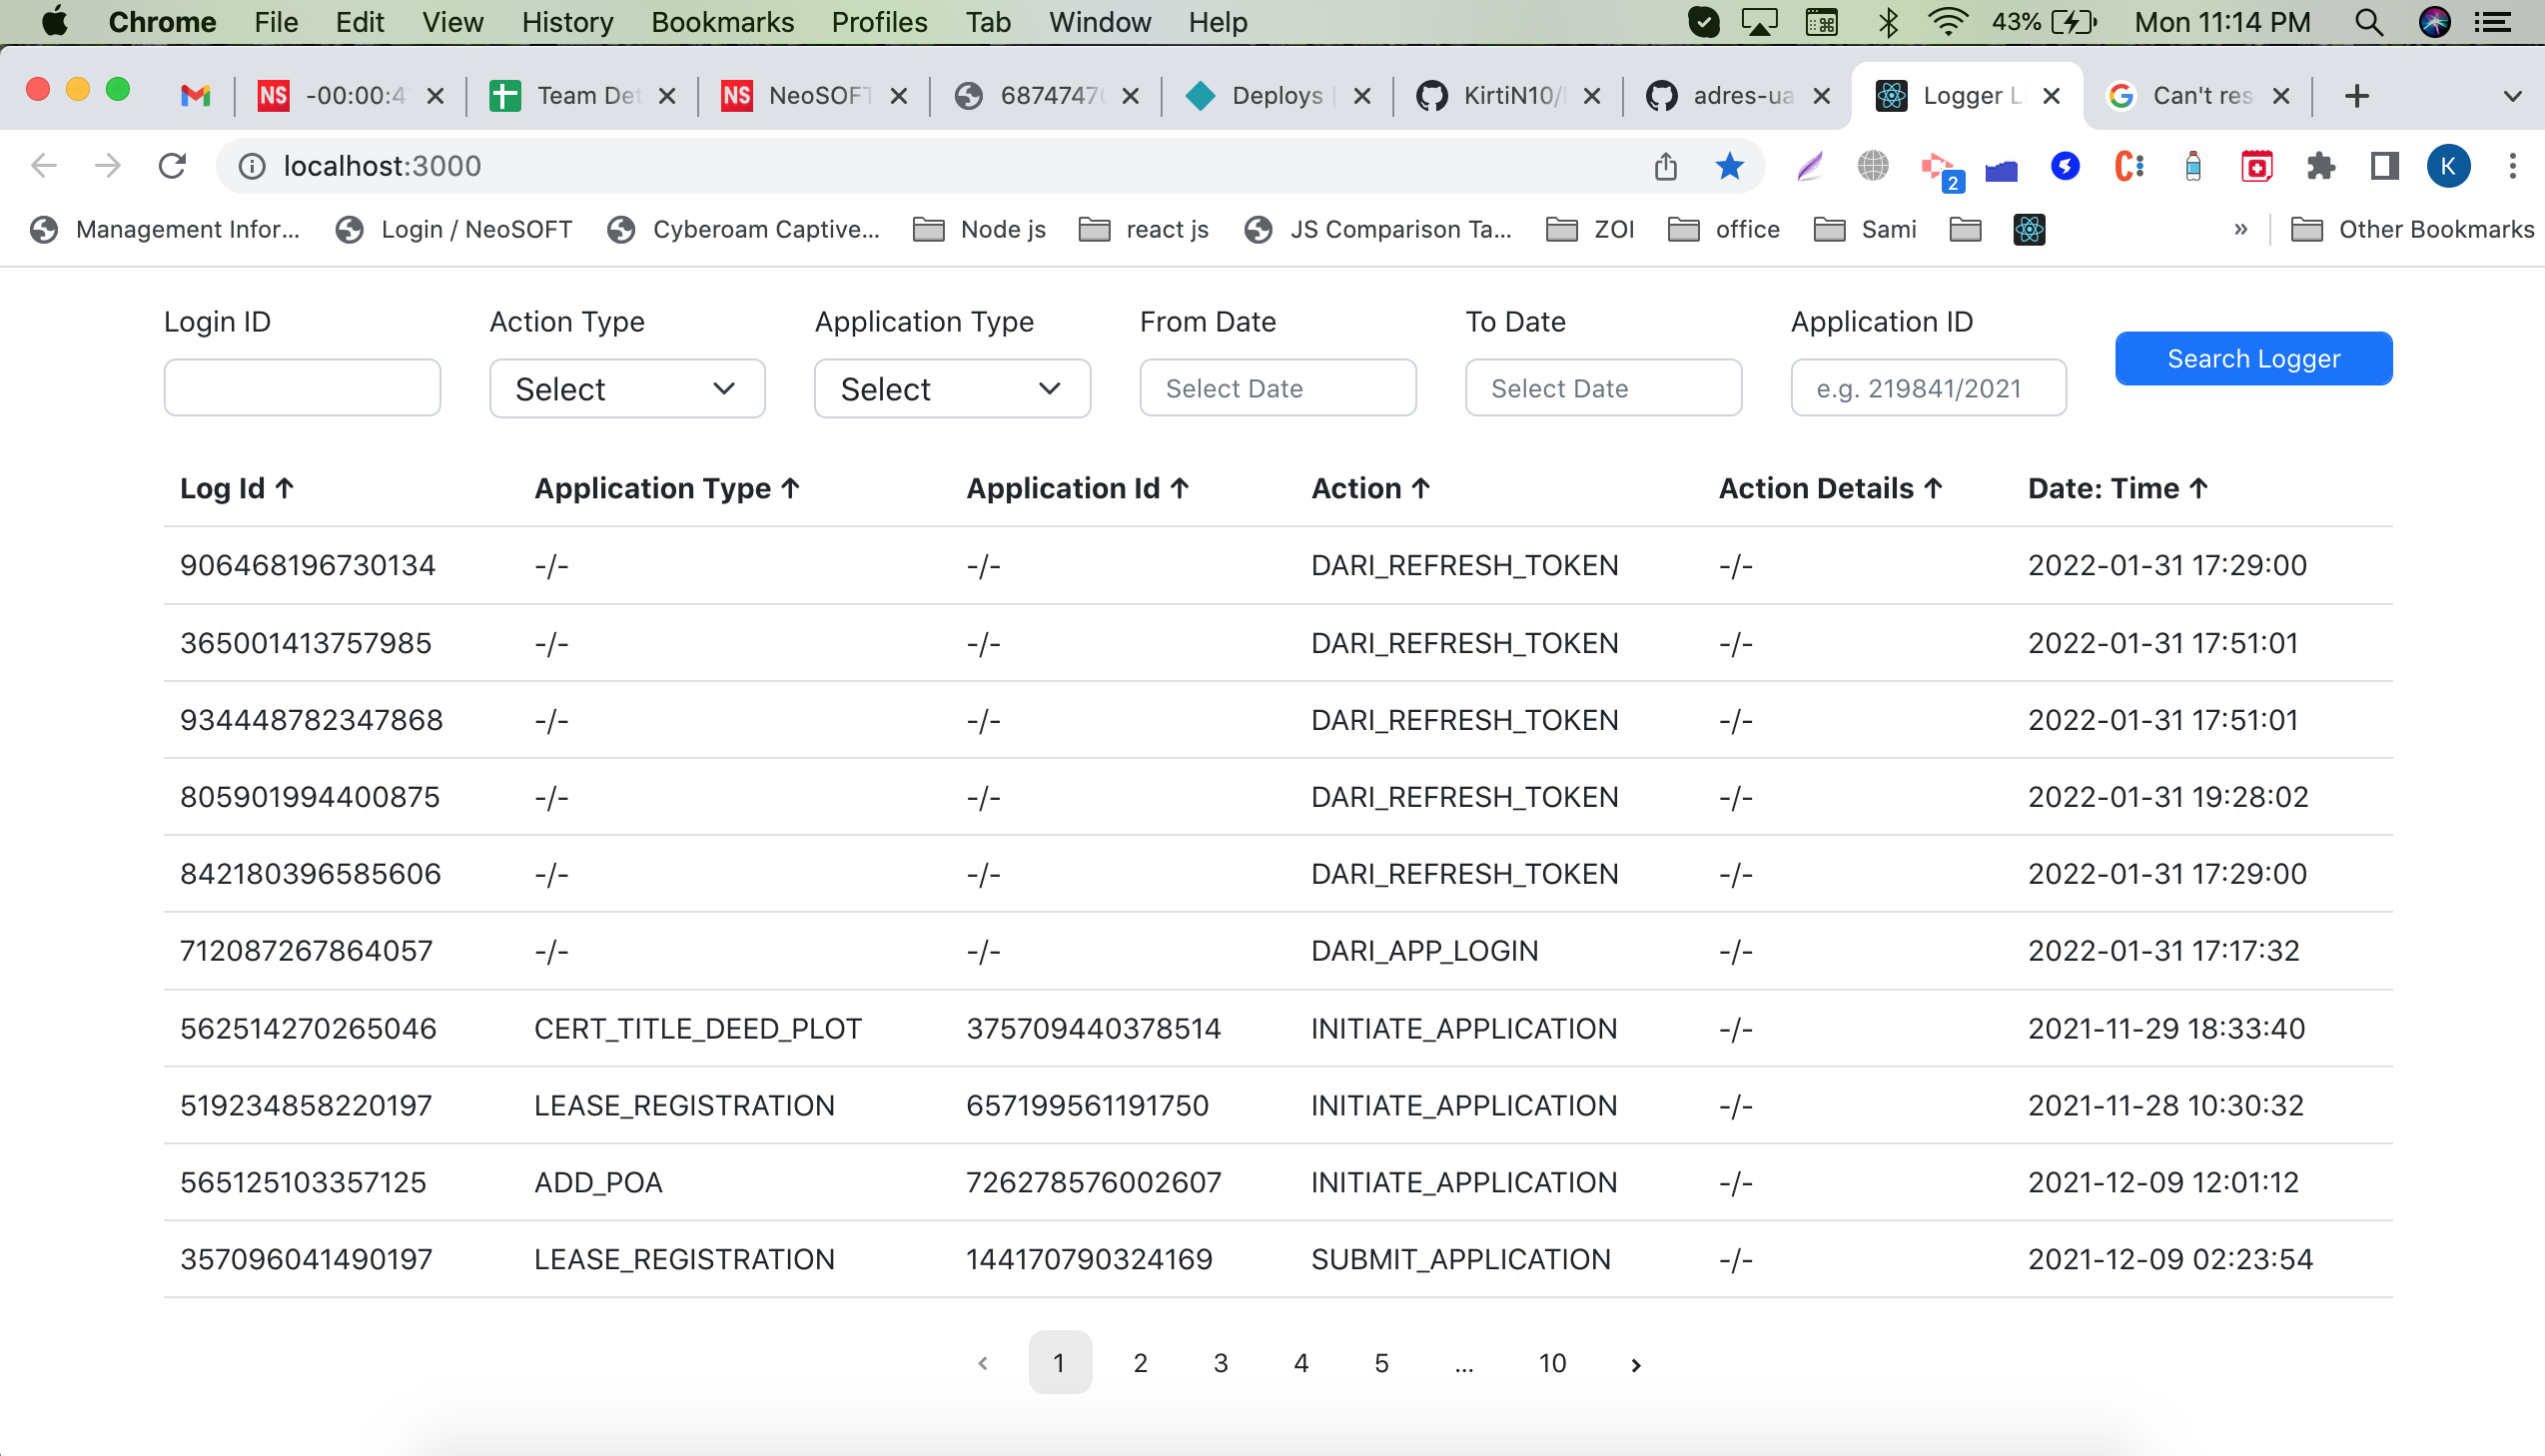 Chrome File Edit View History Bookmarks Profiles Tab Window Help 43% Mon 11:14 PM
NS -00:00:4 Team Det NS NeoSOFT 6874747 Deploys KirtiN10/ adres-ua Logger L Can't res
localhost:3000 2 K
Management Infor... Login / NeoSOFT Cyberoam Captive... Node js react js JS Comparison Ta... ZOI office Sami » Other Bookmarks
Login ID Action Type Application Type From Date To Date Application ID
Select Select Select Date Select Date e.g. 219841/2021 Search Logger
Log Id ↑ Application Type ↑ Application Id ↑ Action ↑ Action Details ↑ Date: Time ↑
906468196730134 -/- -/- DARI_REFRESH_TOKEN -/- 2022-01-31 17:29:00
365001413757985 -/- -/- DARI_REFRESH_TOKEN -/- 2022-01-31 17:51:01
934448782347868 -/- -/- DARI_REFRESH_TOKEN -/- 2022-01-31 17:51:01
805901994400875 -/- -/- DARI_REFRESH_TOKEN -/- 2022-01-31 19:28:02
842180396585606 -/- -/- DARI_REFRESH_TOKEN -/- 2022-01-31 17:29:00
712087267864057 -/- -/- DARI_APP_LOGIN -/- 2022-01-31 17:17:32
562514270265046 CERT_TITLE_DEED_PLOT 375709440378514 INITIATE_APPLICATION -/- 2021-11-29 18:33:40
519234858220197 LEASE_REGISTRATION 657199561191750 INITIATE_APPLICATION -/- 2021-11-28 10:30:32
565125103357125 ADD_POA 726278576002607 INITIATE_APPLICATION -/- 2021-12-09 12:01:12
357096041490197 LEASE_REGISTRATION 144170790324169 SUBMIT_APPLICATION -/- 2021-12-09 02:23:54
‹ 1 2 3 4 5 ... 10 ›